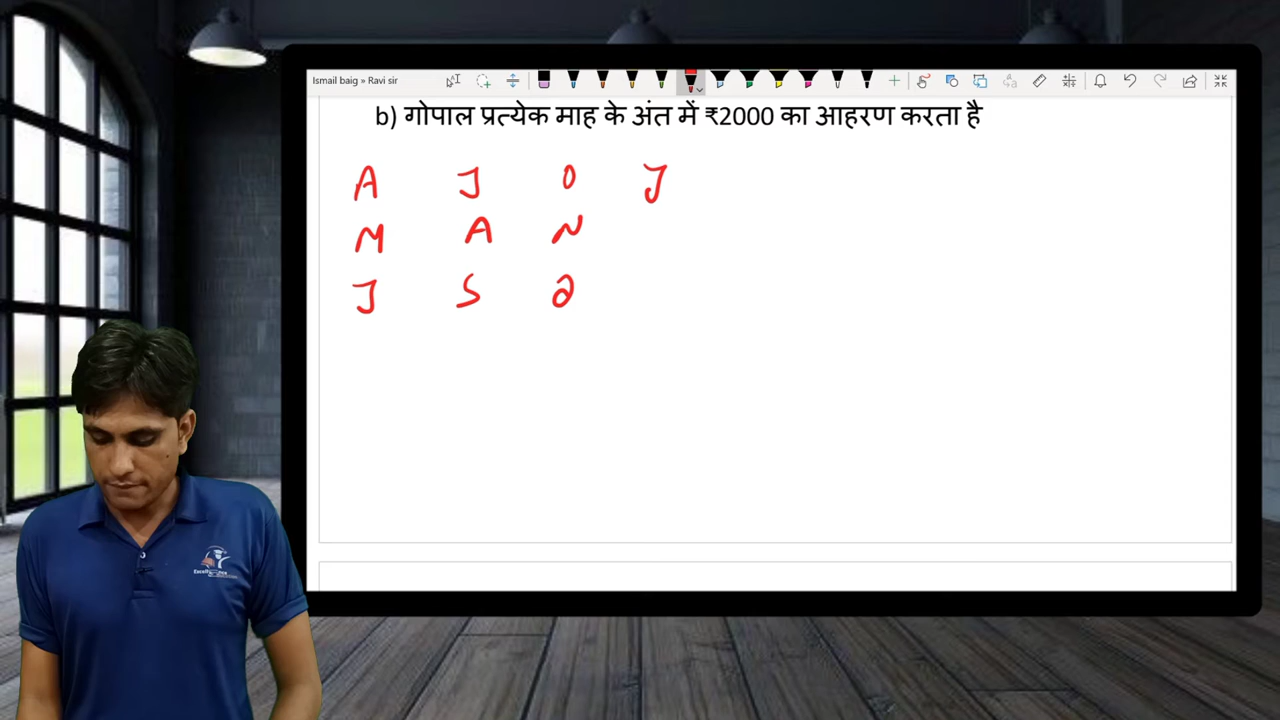 Ismail baig » Ravi sir
b) गोपाल प्रत्येक माह के अंत में ₹2000 का आहरण करता है
A J O J
M A N
J S